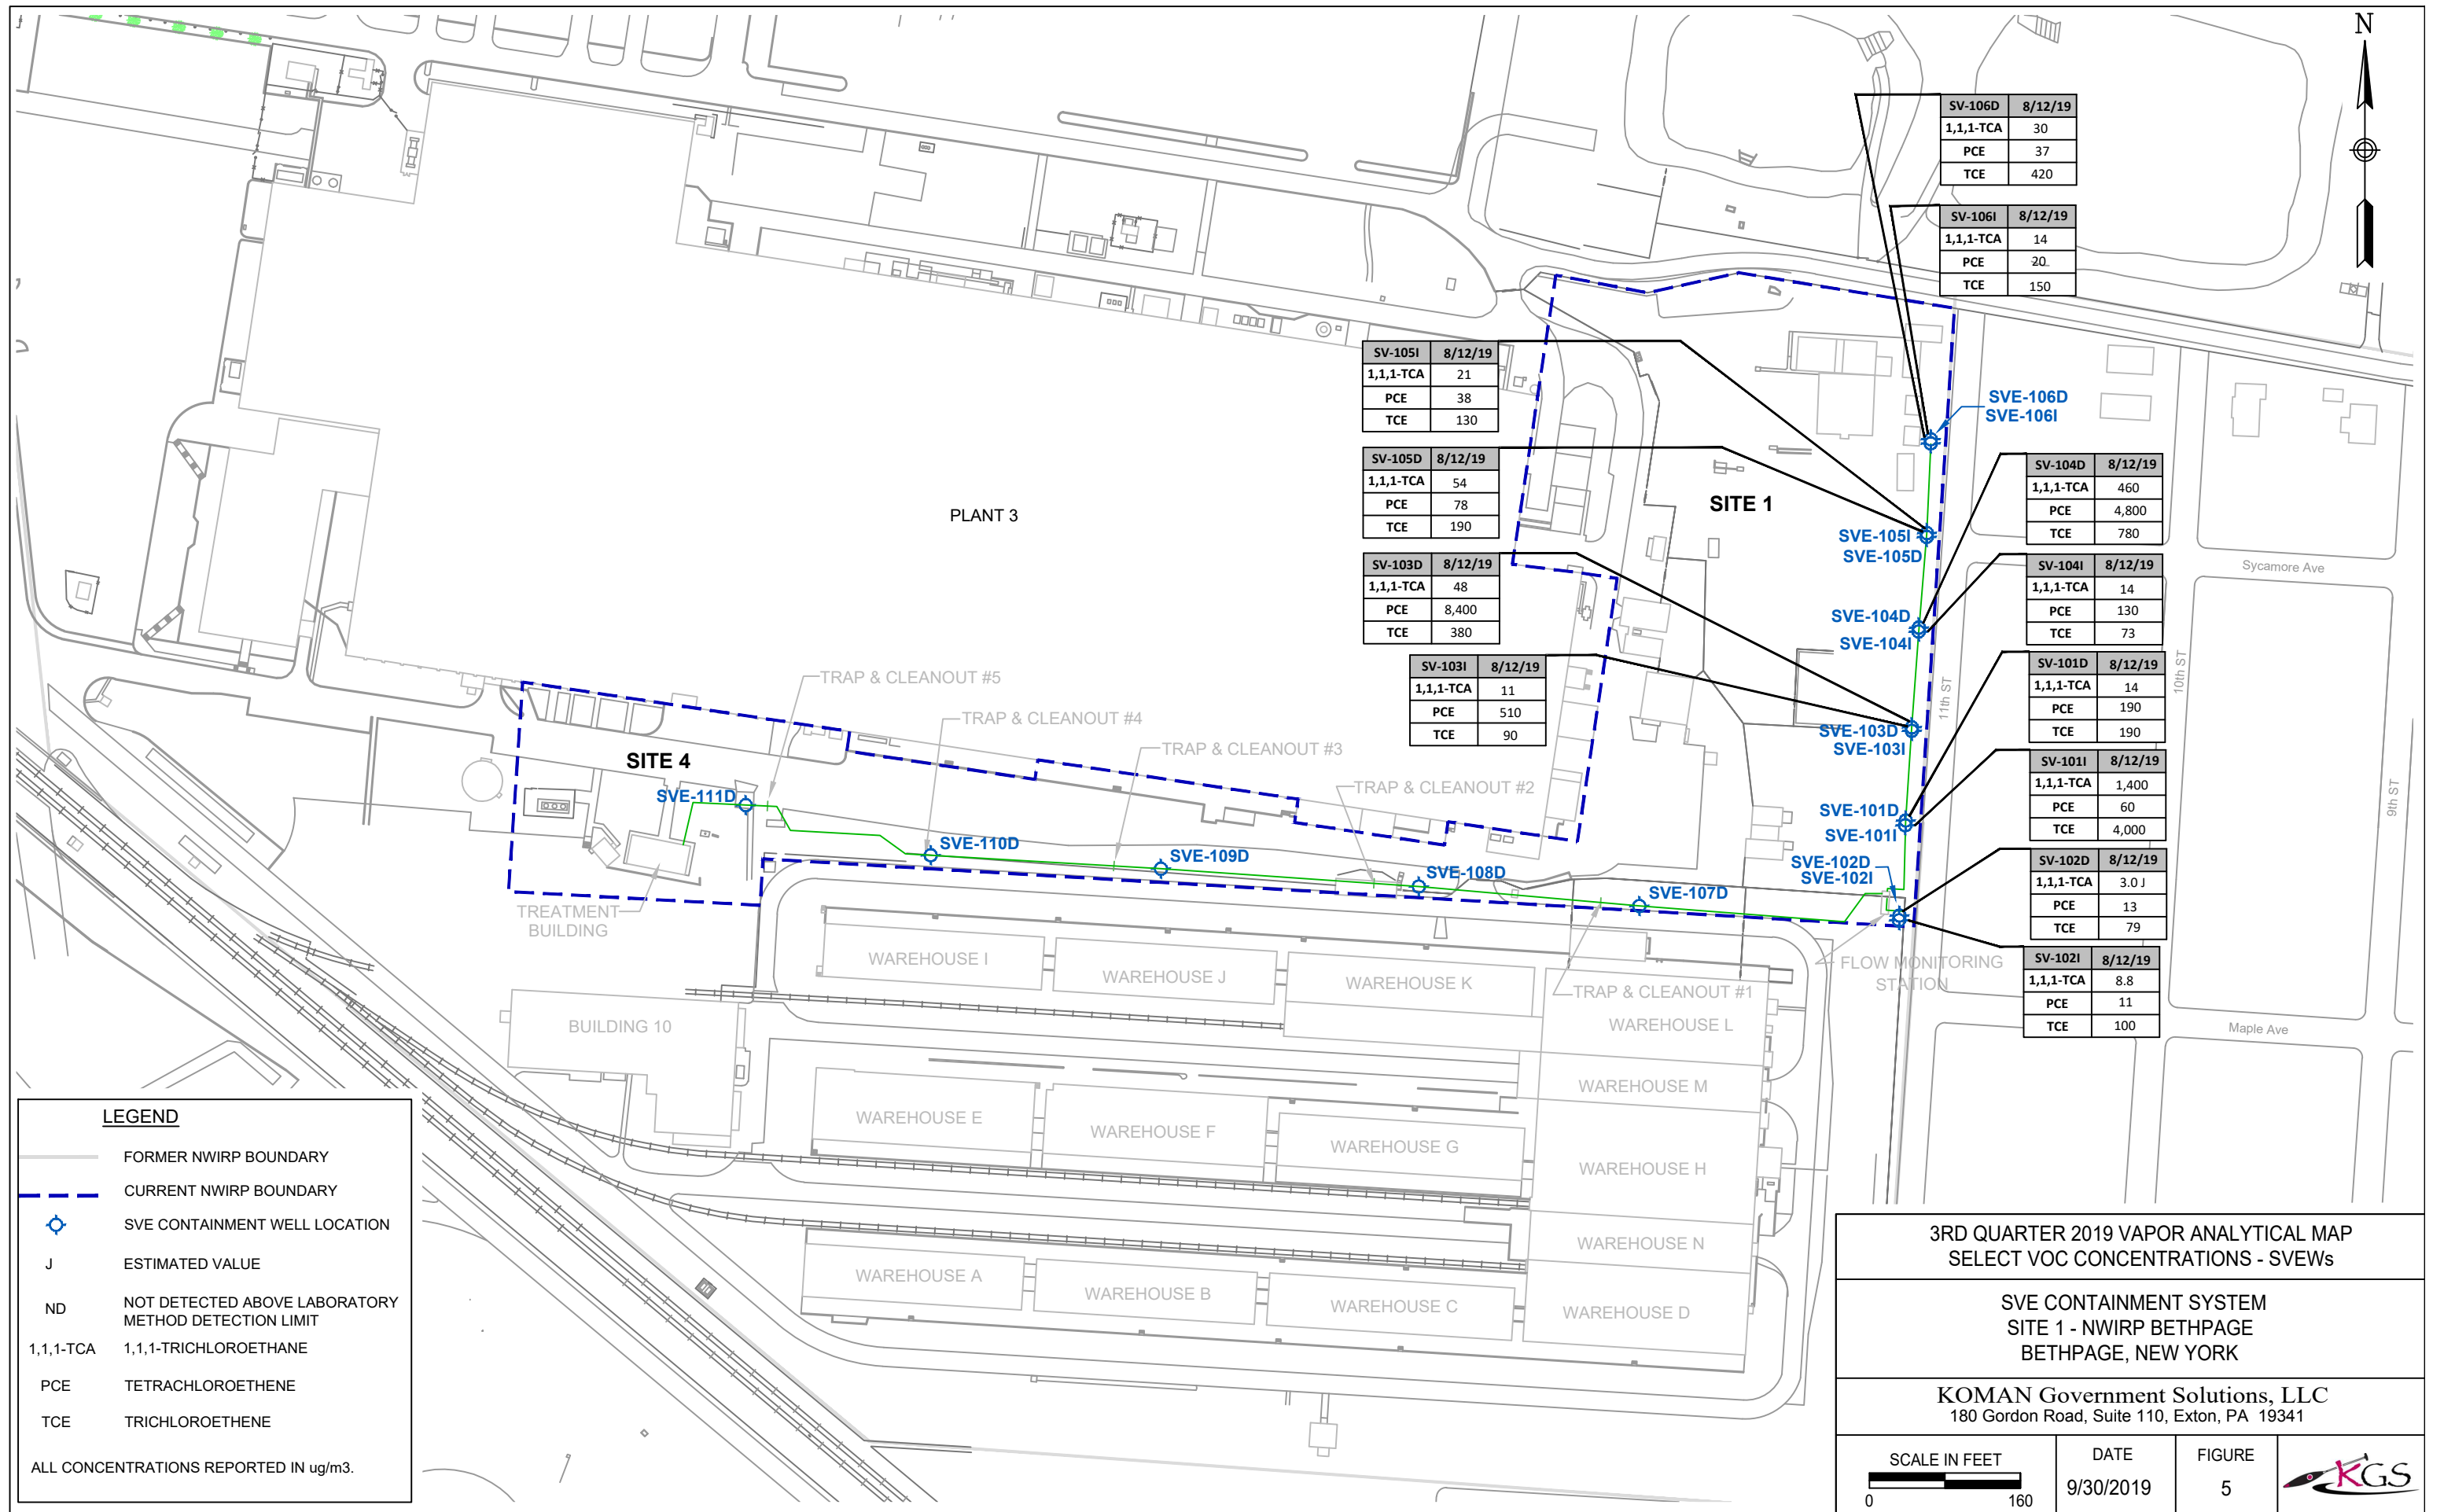 N
SV-106D 8/12/19
1,1,1-TCA 30
PCE 37
TCE 420
SV-106I 8/12/19
1,1,1-TCA 14
PCE 20
TCE 150
SV-105I 8/12/19
1,1,1-TCA 21
PCE 38
TCE 130
SV-105D 8/12/19
1,1,1-TCA 54
PCE 78
TCE 190
SV-103D 8/12/19
1,1,1-TCA 48
PCE 8,400
TCE 380
SV-103I 8/12/19
1,1,1-TCA 11
PCE 510
TCE 90
SV-104D 8/12/19
1,1,1-TCA 460
PCE 4,800
TCE 780
SV-104I 8/12/19
1,1,1-TCA 14
PCE 130
TCE 73
SV-101D 8/12/19
1,1,1-TCA 14
PCE 190
TCE 190
SV-101I 8/12/19
1,1,1-TCA 1,400
PCE 60
TCE 4,000
SV-102D 8/12/19
1,1,1-TCA 3.0 J
PCE 13
TCE 79
SV-102I 8/12/19
1,1,1-TCA 8.8
PCE 11
TCE 100
SVE-106D
SVE-106I
SITE 1
SVE-105I
SVE-105D
SVE-104D
SVE-104I
SVE-103D
SVE-103I
SVE-101D
SVE-101I
SVE-102D
SVE-102I
PLANT 3
Sycamore Ave
11th ST
10th ST
9th ST
Maple Ave
TRAP & CLEANOUT #5
TRAP & CLEANOUT #4
TRAP & CLEANOUT #3
TRAP & CLEANOUT #2
TRAP & CLEANOUT #1
SITE 4
SVE-111D
SVE-110D
SVE-109D
SVE-108D
SVE-107D
TREATMENT
BUILDING
FLOW MONITORING
STATION
WAREHOUSE I
WAREHOUSE J
WAREHOUSE K
WAREHOUSE L
BUILDING 10
WAREHOUSE M
WAREHOUSE E
WAREHOUSE F
WAREHOUSE G
WAREHOUSE H
WAREHOUSE N
WAREHOUSE A
WAREHOUSE B
WAREHOUSE C
WAREHOUSE D
LEGEND
FORMER NWIRP BOUNDARY
CURRENT NWIRP BOUNDARY
SVE CONTAINMENT WELL LOCATION
J ESTIMATED VALUE
ND NOT DETECTED ABOVE LABORATORY
METHOD DETECTION LIMIT
1,1,1-TCA 1,1,1-TRICHLOROETHANE
PCE TETRACHLOROETHENE
TCE TRICHLOROETHENE
ALL CONCENTRATIONS REPORTED IN ug/m3.
3RD QUARTER 2019 VAPOR ANALYTICAL MAP
SELECT VOC CONCENTRATIONS - SVEWs
SVE CONTAINMENT SYSTEM
SITE 1 - NWIRP BETHPAGE
BETHPAGE, NEW YORK
KOMAN Government Solutions, LLC
180 Gordon Road, Suite 110, Exton, PA 19341
SCALE IN FEET
0 160
DATE
9/30/2019
FIGURE
5
KGS